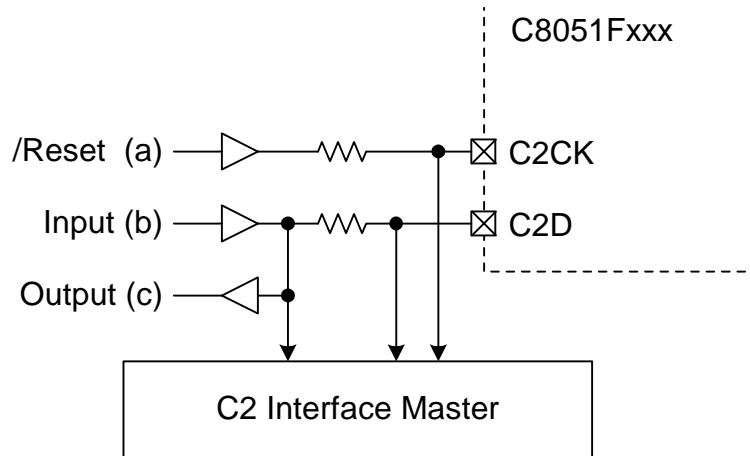 C8051Fxxx
/Reset (a)
C2CK
Input (b)
C2D
Output (c)
C2 Interface Master